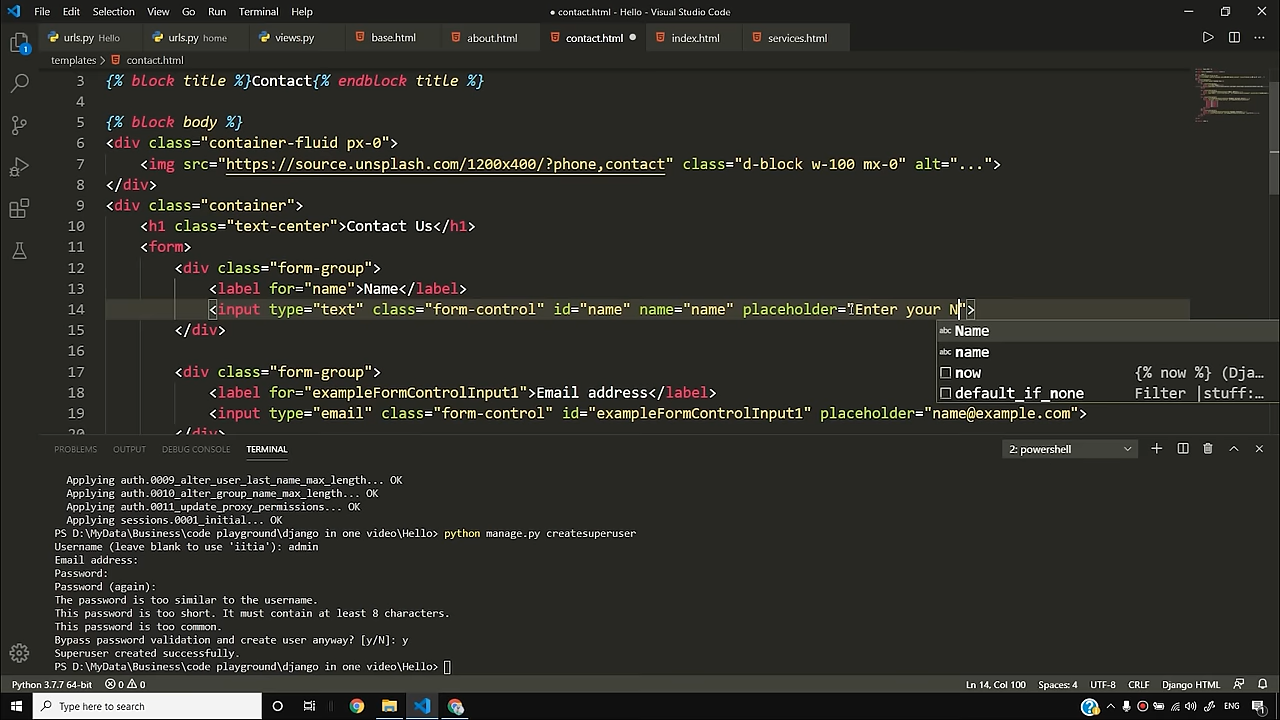 File Edit Selection View Go Run Terminal Help
● contact.html - Hello - Visual Studio Code
urls.py Hello urls.py home views.py base.html about.html contact.html index.html services.html
templates > contact.html
3 {% block title %}Contact{% endblock title %}
4
5 {% block body %}
6 <div class="container-fluid px-0">
7 <img src="https://source.unsplash.com/1200x400/?phone,contact" class="d-block w-100 mx-0" alt="...">
8 </div>
9 <div class="container">
10 <h1 class="text-center">Contact Us</h1>
11 <form>
12 <div class="form-group">
13 <label for="name">Name</label>
14 <input type="text" class="form-control" id="name" name="name" placeholder="Enter your N">
15 </div>
16
17 <div class="form-group">
18 <label for="exampleFormControlInput1">Email address</label>
19 <input type="email" class="form-control" id="exampleFormControlInput1" placeholder="name@example.com">
20 </div>
abc Name
abc name
now {% now %} (Dja...
default_if_none Filter |stuff:...
1
PROBLEMS OUTPUT DEBUG CONSOLE TERMINAL
2: powershell
Applying auth.0009_alter_user_last_name_max_length... OK
Applying auth.0010_alter_group_name_max_length... OK
Applying auth.0011_update_proxy_permissions... OK
Applying sessions.0001_initial... OK
PS D:\MyData\Business\code playground\django in one video\Hello> python manage.py createsuperuser
Username (leave blank to use 'iitia'): admin
Email address:
Password:
Password (again):
The password is too similar to the username.
This password is too short. It must contain at least 8 characters.
This password is too common.
Bypass password validation and create user anyway? [y/N]: y
Superuser created successfully.
PS D:\MyData\Business\code playground\django in one video\Hello>
Python 3.7.7 64-bit 0 0
Ln 14, Col 100 Spaces: 4 UTF-8 CRLF Django HTML
Type here to search
ENG